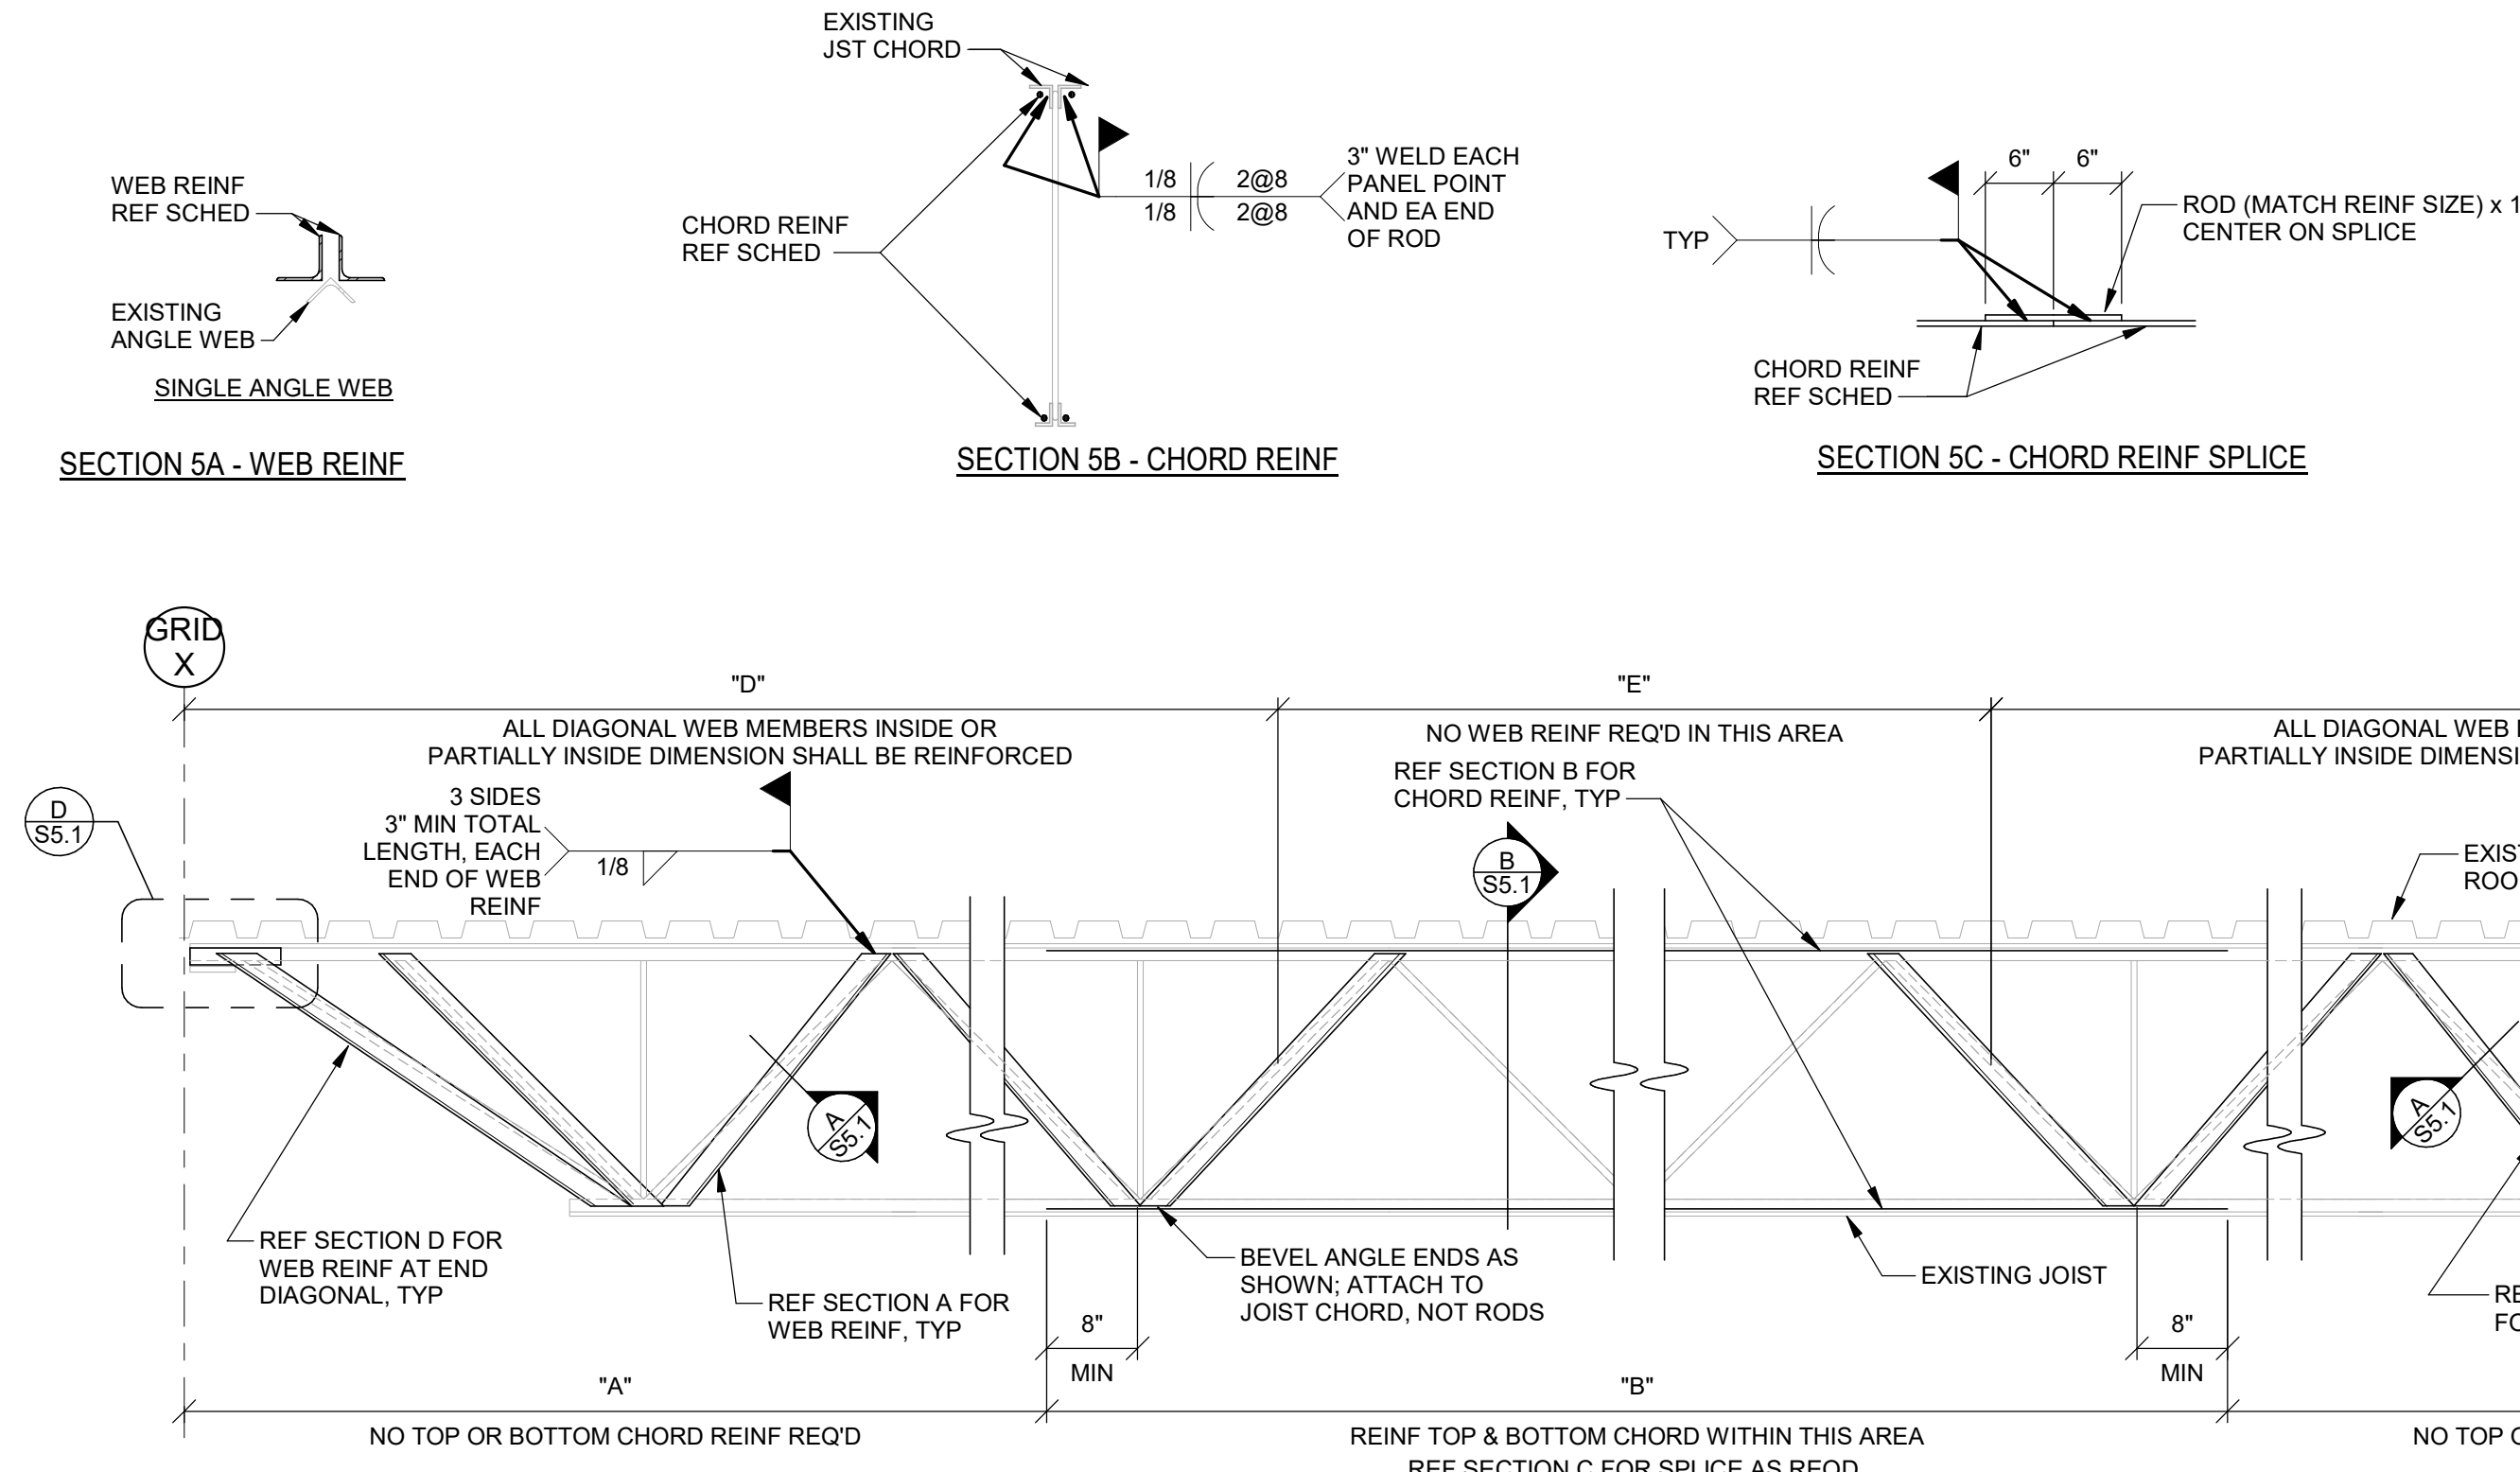 EXISTING
JST CHORD
WEB REINF
REF SCHED
EXISTING
ANGLE WEB
SINGLE ANGLE WEB
SECTION 5A - WEB REINF
CHORD REINF
REF SCHED
1/8 2@8
1/8 2@8
3" WELD EACH
PANEL POINT
AND EA END
OF ROD
SECTION 5B - CHORD REINF
TYP
6" 6"
ROD (MATCH REINF SIZE) x 1
CENTER ON SPLICE
CHORD REINF
REF SCHED
SECTION 5C - CHORD REINF SPLICE
GRID
X
"D"
ALL DIAGONAL WEB MEMBERS INSIDE OR
PARTIALLY INSIDE DIMENSION SHALL BE REINFORCED
"E"
NO WEB REINF REQ'D IN THIS AREA
ALL DIAGONAL WEB
PARTIALLY INSIDE DIMENSI
D
S5.1
3 SIDES
3" MIN TOTAL
LENGTH, EACH
END OF WEB
REINF
1/8
REF SECTION B FOR
CHORD REINF, TYP
B
S5.1
EXIS
ROO
A
S5.1
A
S5.1
REF SECTION D FOR
WEB REINF AT END
DIAGONAL, TYP
REF SECTION A FOR
WEB REINF, TYP
BEVEL ANGLE ENDS AS
SHOWN; ATTACH TO
JOIST CHORD, NOT RODS
EXISTING JOIST
RE
FO
8"
MIN
8"
MIN
"A"
NO TOP OR BOTTOM CHORD REINF REQ'D
"B"
REINF TOP & BOTTOM CHORD WITHIN THIS AREA
REF SECTION C FOR SPLICE AS REQD
NO TOP